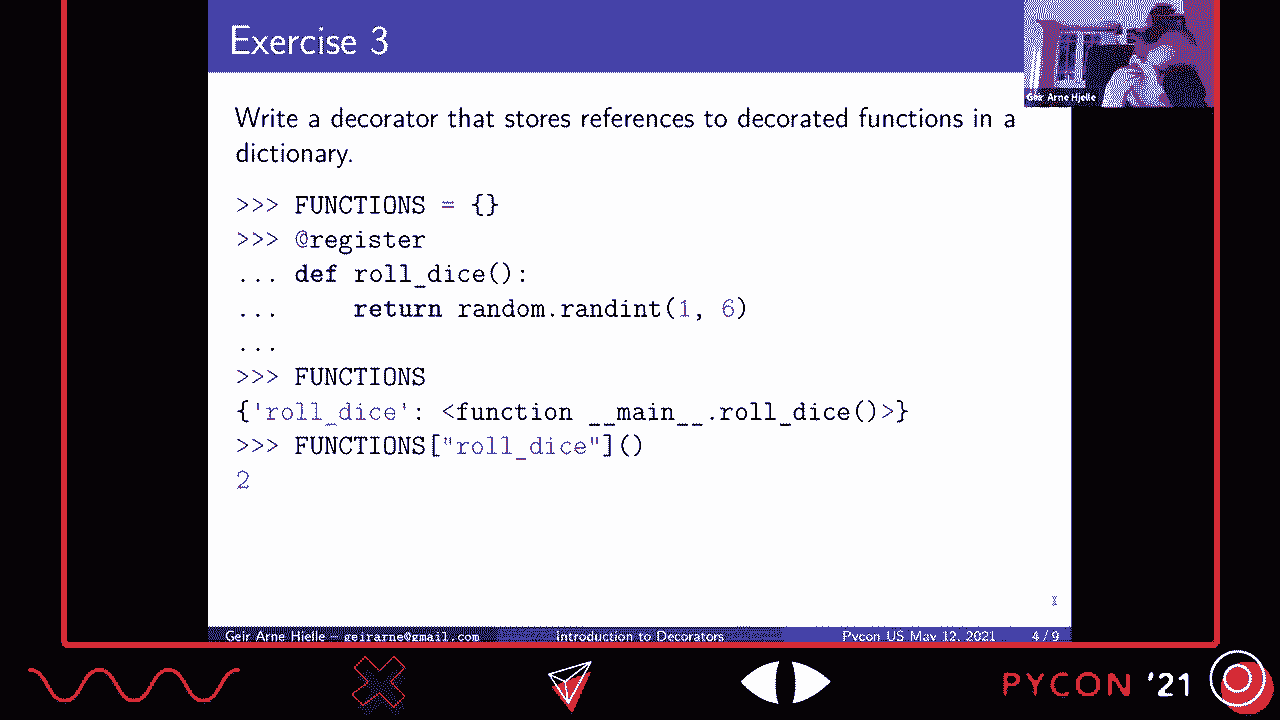 Exercise 3
Geir Arne Hjelle
Write a decorator that stores references to decorated functions in a
dictionary.
>>> FUNCTIONS = {}
>>> @register
... def roll_dice():
...     return random.randint(1, 6)
...
>>> FUNCTIONS
{'roll_dice': <function __main__.roll_dice()>}
>>> FUNCTIONS["roll_dice"]()
2
Geir Arne Hjelle – geirarne@gmail.com Introduction to Decorators Pycon US May 12, 2021 4 / 9
PYCON '21